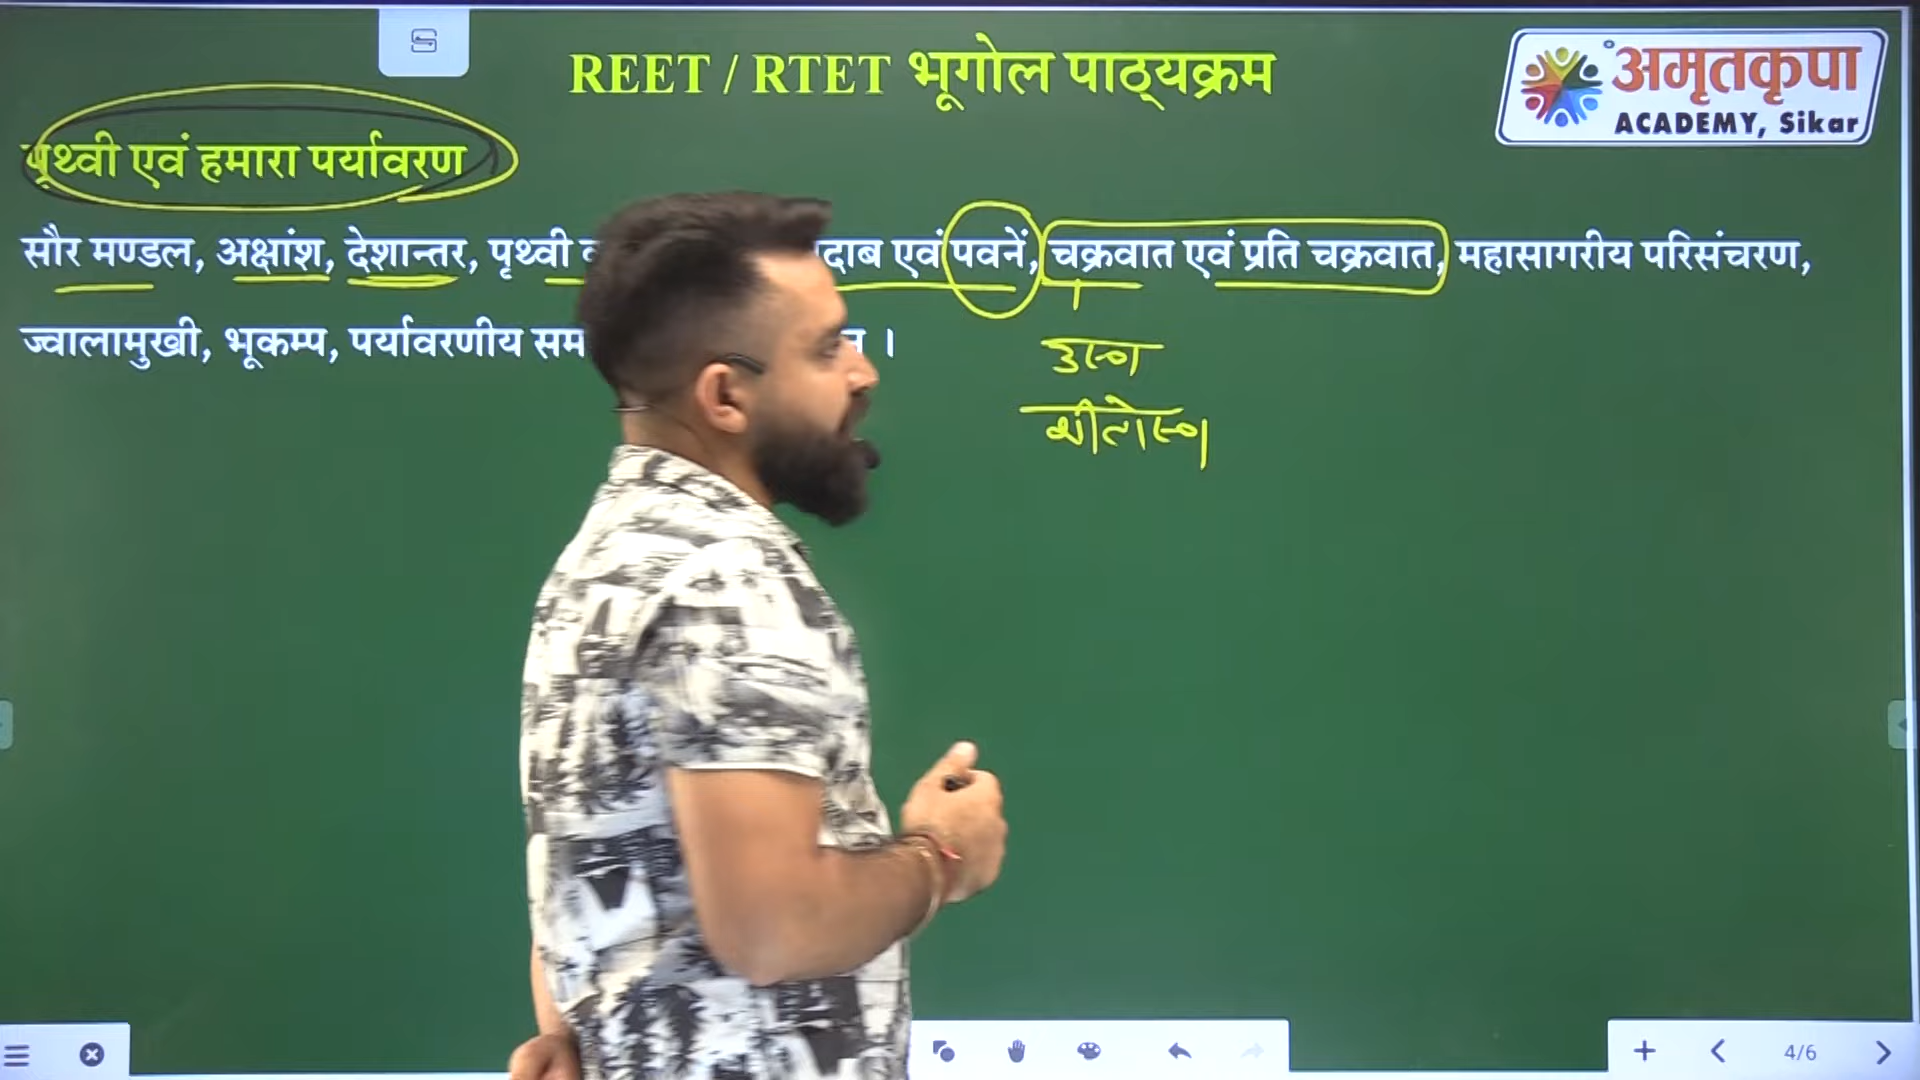 REET / RTET भूगोल पाठ्यक्रम
अमृतकृपा
ACADEMY, Sikar
पृथ्वी एवं हमारा पर्यावरण
सौर मण्डल, अक्षांश, देशान्तर, पृथ्वी दाब एवं पवनें, चक्रवात एवं प्रति चक्रवात, महासागरीय परिसंचरण,
ज्वालामुखी, भूकम्प, पर्यावरणीय ।
उष्ण
शीतोष्ण
4/6